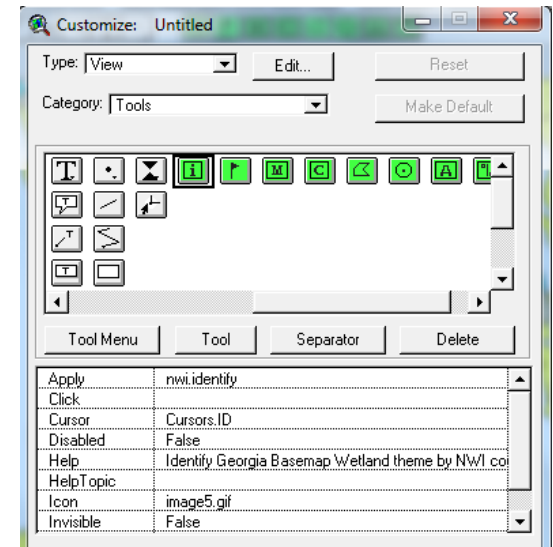 Customize: Untitled
Type: View Edit... Reset
Category: Tools Make Default
T i M C A
T
T
T
Tool Menu Tool Separator Delete
Apply nwi.identify
Click
Cursor Cursors.ID
Disabled False
Help Identify Georgia Basemap Wetland theme by NWI co
HelpTopic
Icon image5.gif
Invisible False